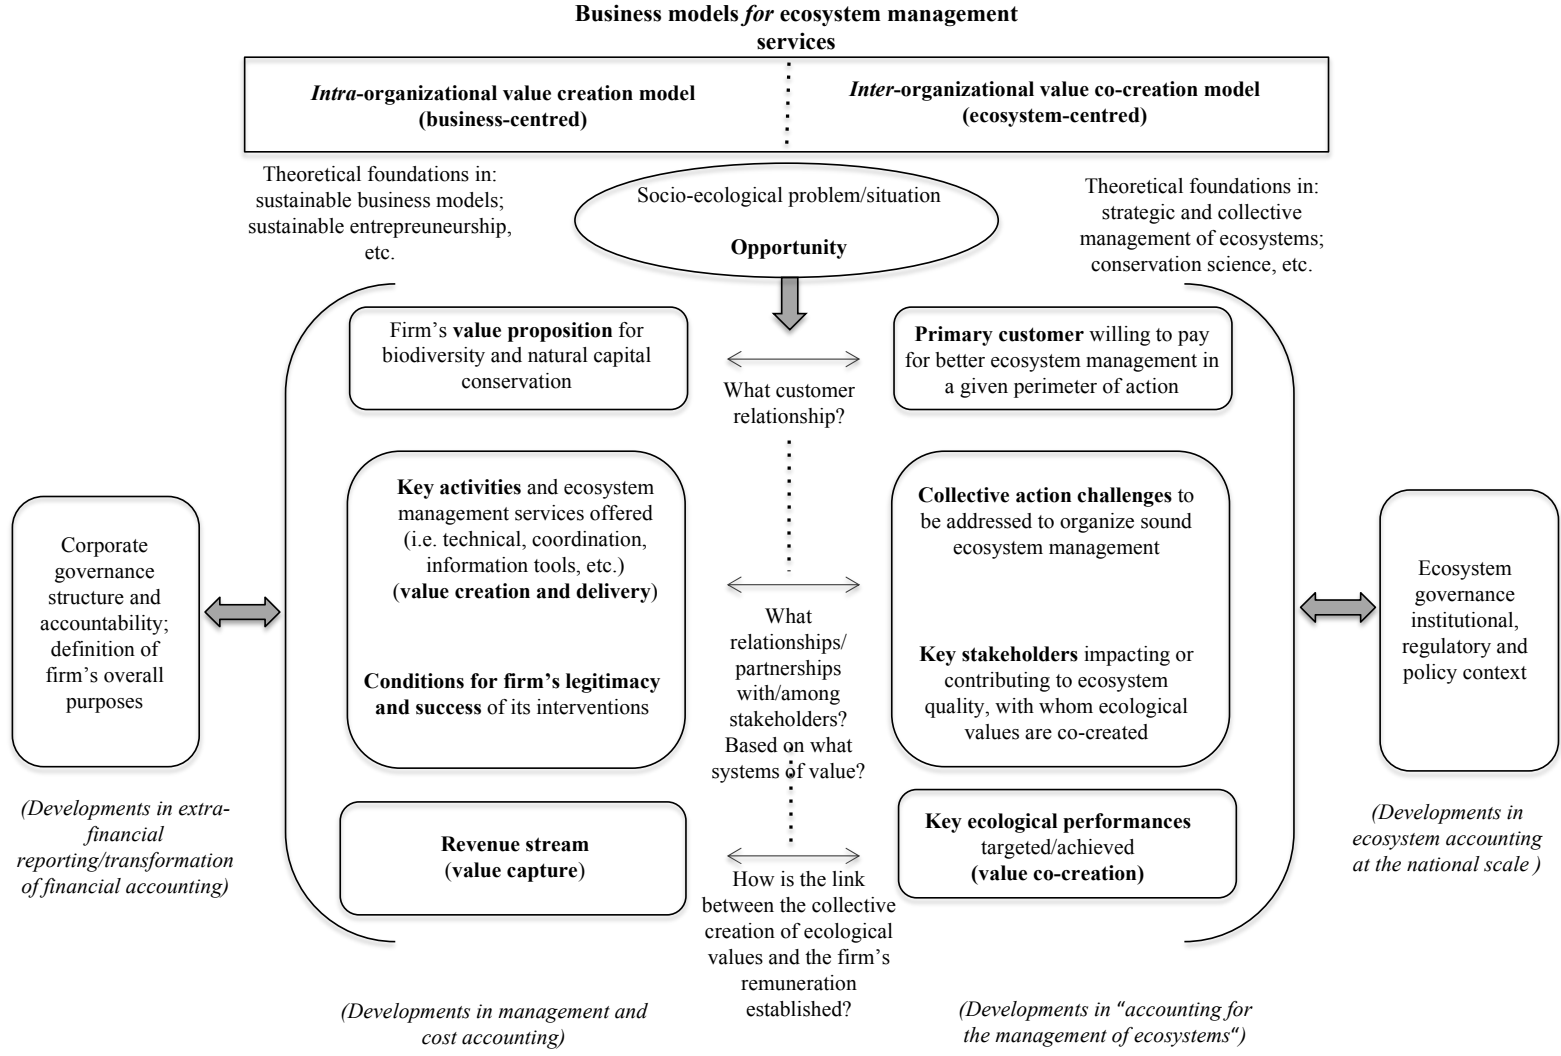 Business models for ecosystem management
services
Intra-organizational value creation model
(business-centred)
Inter-organizational value co-creation model
(ecosystem-centred)
Theoretical foundations in:
sustainable business models;
sustainable entrepruneurship,
etc.
Socio-ecological problem/situation
Opportunity
Theoretical foundations in:
strategic and collective
management of ecosystems;
conservation science, etc.
Firm's value proposition for
biodiversity and natural capital
conservation
What customer
relationship?
Primary customer willing to pay
for better ecosystem management in
a given perimeter of action
Corporate
governance
structure and
accountability;
definition of
firm's overall
purposes
Key activities and ecosystem
management services offered
(i.e. technical, coordination,
information tools, etc.)
(value creation and delivery)
Conditions for firm's legitimacy
and success of its interventions
What
relationships/
partnerships
with/among
stakeholders?
Based on what
systems of value?
Collective action challenges to
be addressed to organize sound
ecosystem management
Key stakeholders impacting or
contributing to ecosystem
quality, with whom ecological
values are co-created
Ecosystem
governance
institutional,
regulatory and
policy context
(Developments in extra-
financial
reporting/transformation
of financial accounting)
Revenue stream
(value capture)
How is the link
between the collective
creation of ecological
values and the firm's
remuneration
established?
Key ecological performances
targeted/achieved
(value co-creation)
(Developments in
ecosystem accounting
at the national scale )
(Developments in management and
cost accounting)
(Developments in “accounting for
the management of ecosystems“)